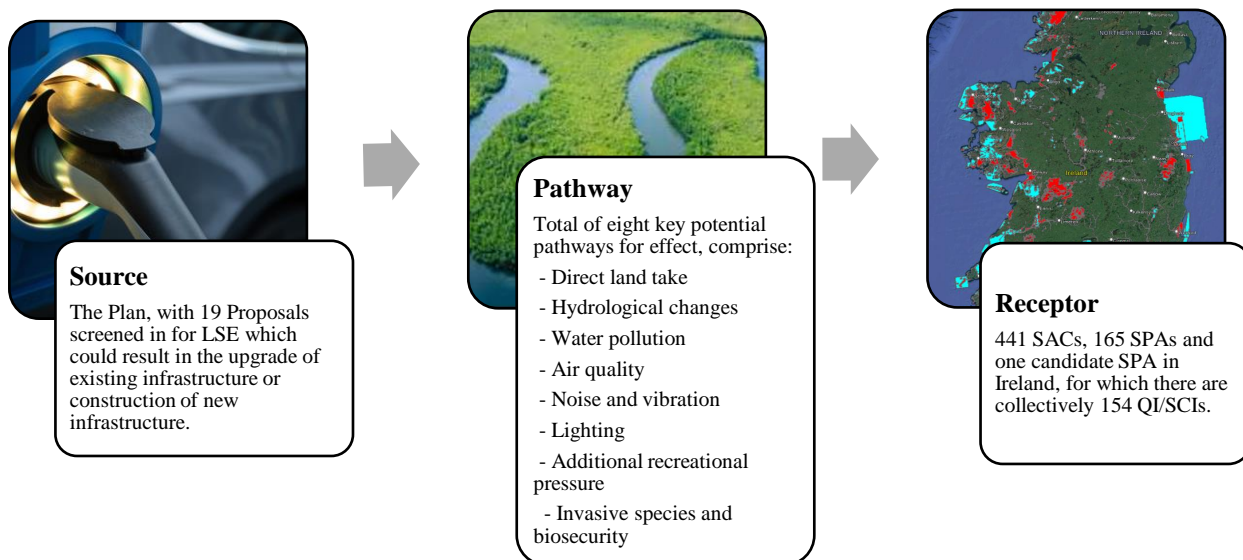 Source
The Plan, with 19 Proposals
screened in for LSE which
could result in the upgrade of
existing infrastructure or
construction of new
infrastructure.
Pathway
Total of eight key potential
pathways for effect, comprise:
- Direct land take
- Hydrological changes
- Water pollution
- Air quality
- Noise and vibration
- Lighting
- Additional recreational
pressure
- Invasive species and
biosecurity
NORTHERN IRELAND
Ireland
Receptor
441 SACs, 165 SPAs and
one candidate SPA in
Ireland, for which there are
collectively 154 QI/SCIs.